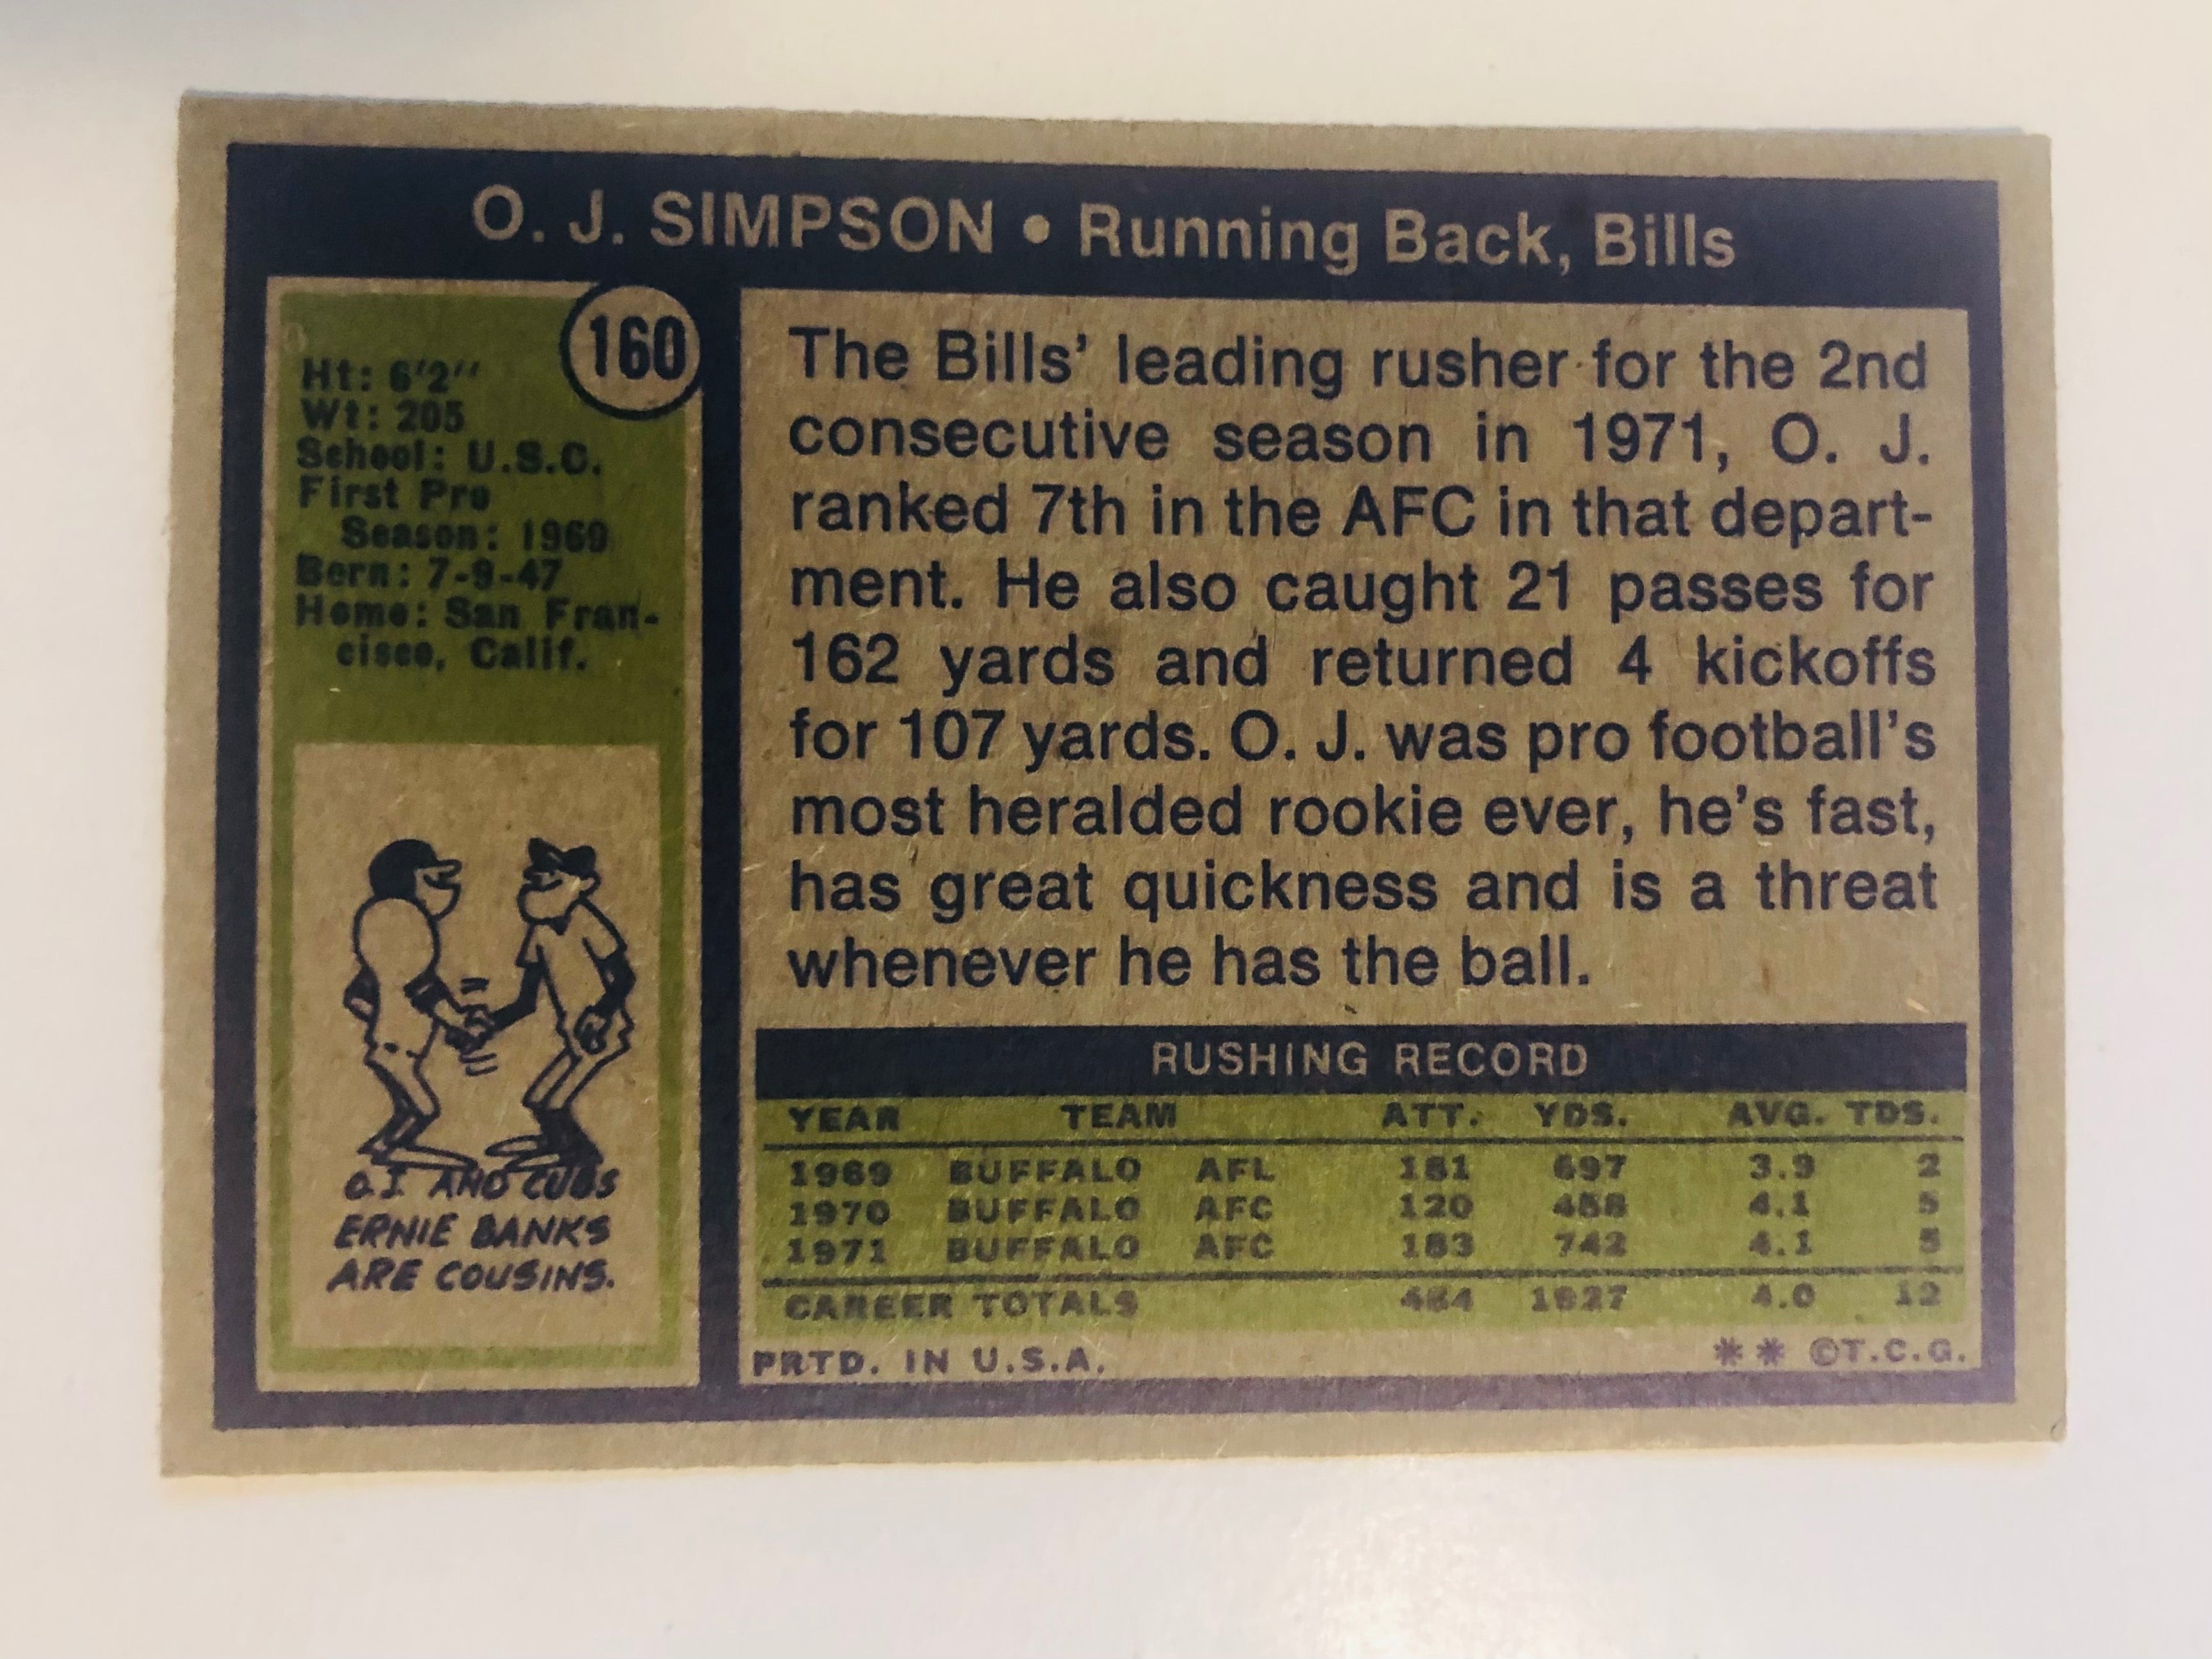 O. J. SIMPSON • Running Back, Bills
160
Ht: 6'2''
Wt: 205
School: U.S.C.
First Pro
Season: 1969
Born: 7-9-47
Home: San Fran-
cisco, Calif.
O.J. AND CUBS
ERNIE BANKS
ARE COUSINS.
The Bills' leading rusher for the 2nd
consecutive season in 1971, O. J.
ranked 7th in the AFC in that depart-
ment. He also caught 21 passes for
162 yards and returned 4 kickoffs
for 107 yards. O. J. was pro football's
most heralded rookie ever, he's fast,
has great quickness and is a threat
whenever he has the ball.
RUSHING RECORD
YEAR TEAM ATT. YDS. AVG. TDS.
1969 BUFFALO AFL 181 697 3.9 2
1970 BUFFALO AFC 120 488 4.1 5
1971 BUFFALO AFC 183 742 4.1 5
CAREER TOTALS 484 1927 4.0 12
PRTD. IN U.S.A.
** ©T.C.G.